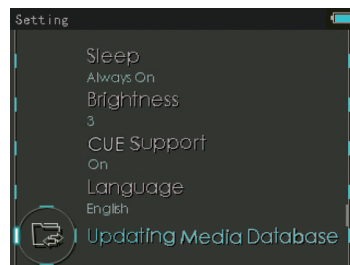 Setting
Sleep
Always On
Brightness
3
CUE Support
On
Language
English
Updating Media Database